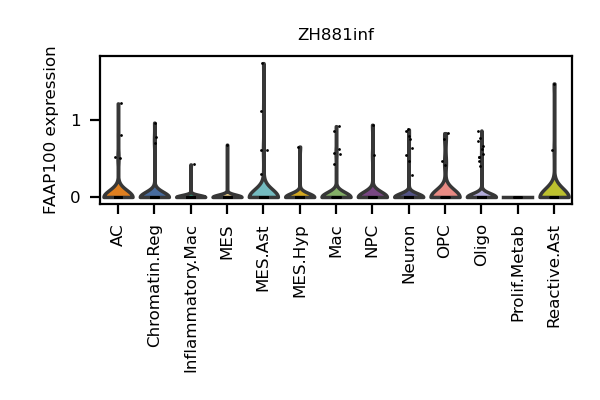 ZH881inf
FAAP100 expression
1
0
AC
Chromatin.Reg
Inflammatory.Mac
MES
MES.Ast
MES.Hyp
Mac
NPC
Neuron
OPC
Oligo
Prolif.Metab
Reactive.Ast